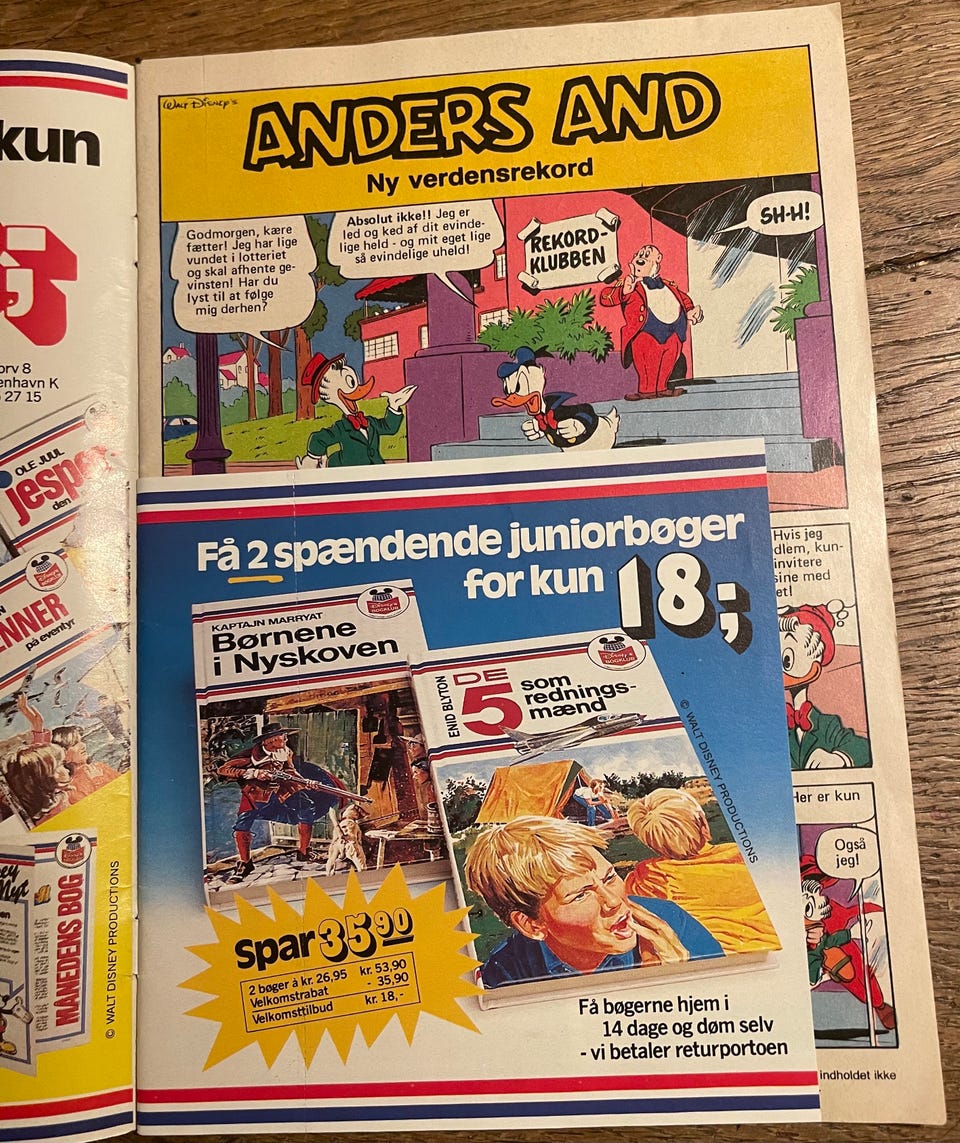 kun
orv 8
enhavn K
27 15
OLE JUUL
jesper
den
NNER
på eventyr
MÅNEDENS BOG
© WALT DISNEY PRODUCTIONS
WALT DISNEY'S
ANDERS AND
Ny verdensrekord
Godmorgen, kære
fætter! Jeg har lige
vundet i lotteriet
og skal afhente ge-
vinsten! Har du
lyst til at følge
mig derhen?
Absolut ikke!! Jeg er
led og ked af dit evinde-
lige held - og mit eget lige
så evindelige uheld!
REKORD-
KLUBBEN
SH-H!
Hvis jeg
dlem, kun-
invitere
sine med
et!
Her er kun
Også
jeg!
indholdet ikke
Få 2 spændende juniorbøger
for kun 18,-
KAPTAJN MARRYAT
Børnene
i Nyskoven
Disney's
BOGKLUB
ENID BLYTON
DE
5
som
rednings-
mænd
Disney's
BOGKLUB
© WALT DISNEY PRODUCTIONS
spar 35,90
2 bøger à kr. 26,95 kr. 53,90
Velkomstrabat - 35,90
Velkomsttilbud kr. 18,-
Få bøgerne hjem i
14 dage og døm selv
- vi betaler returportoen